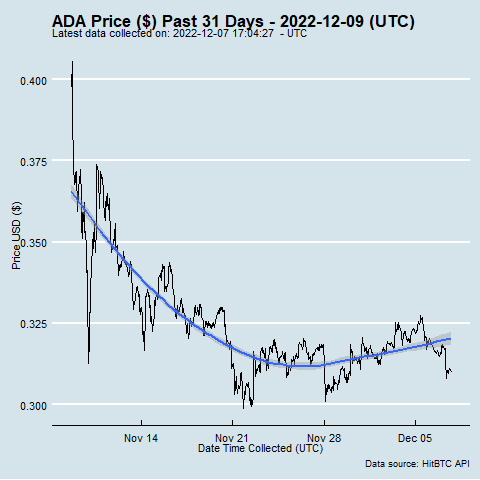 ADA Price ($) Past 31 Days - 2022-12-09 (UTC)
Latest data collected on: 2022-12-07 17:04:27  - UTC
0.400
0.375
0.350
0.325
0.300
Price USD ($)
Nov 14
Nov 21
Nov 28
Dec 05
Date Time Collected (UTC)
Data source: HitBTC API